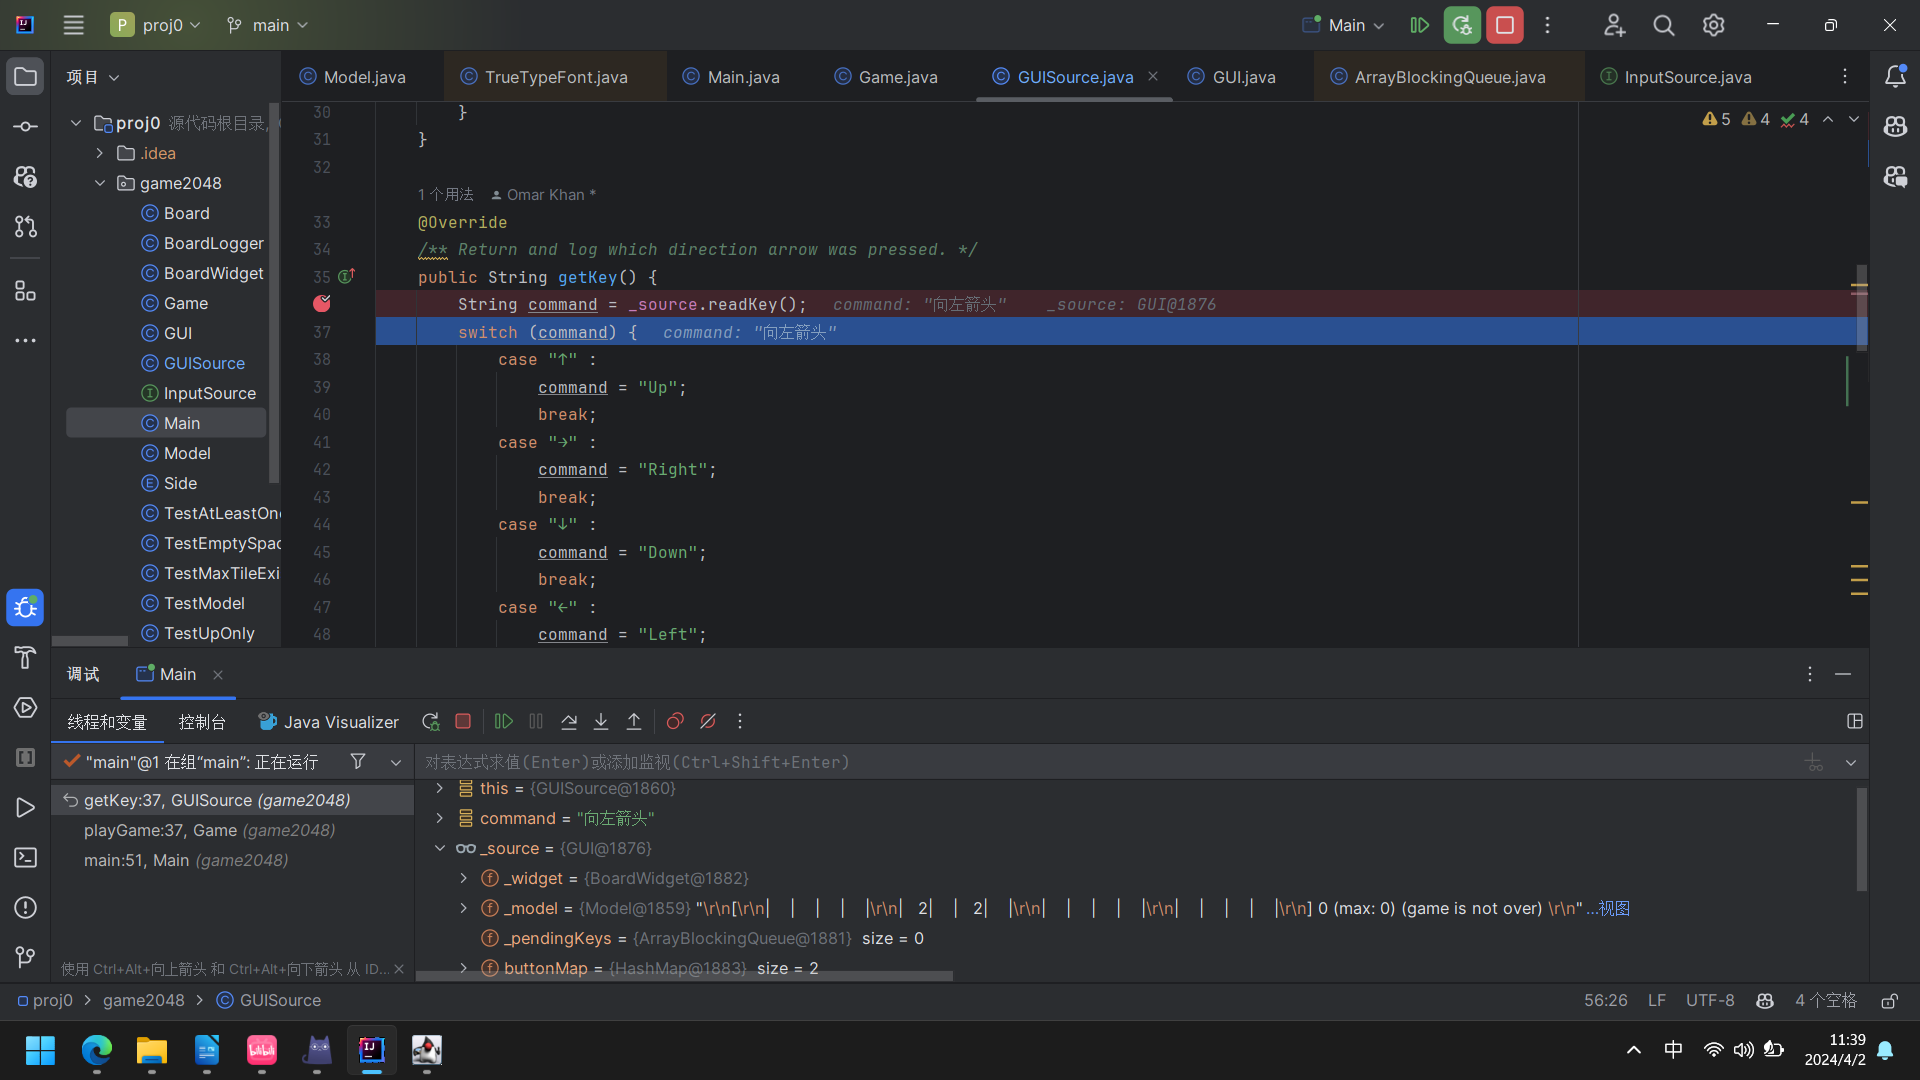 P proj0 main Main
项目
Model.java TrueTypeFont.java Main.java Game.java GUISource.java GUI.java ArrayBlockingQueue.java InputSource.java
proj0 源代码根目录,
.idea
game2048
Board
BoardLogger
BoardWidget
Game
GUI
GUISource
InputSource
Main
Model
Side
TestAtLeastOne
TestEmptySpac
TestMaxTileExi
TestModel
TestUpOnly
5 4 4
30 }
31 }
32
1 个用法 Omar Khan *
33 @Override
34 /** Return and log which direction arrow was pressed. */
35 public String getKey() {
String command = _source.readKey(); command: "向左箭头" _source: GUI@1876
37 switch (command) { command: "向左箭头"
38 case "↑" :
39 command = "Up";
40 break;
41 case "→" :
42 command = "Right";
43 break;
44 case "↓" :
45 command = "Down";
46 break;
47 case "←" :
48 command = "Left";
调试 Main
线程和变量 控制台 Java Visualizer
"main"@1 在组“main”: 正在运行
对表达式求值(Enter)或添加监视(Ctrl+Shift+Enter)
getKey:37, GUISource (game2048)
playGame:37, Game (game2048)
main:51, Main (game2048)
this = {GUISource@1860}
command = "向左箭头"
_source = {GUI@1876}
_widget = {BoardWidget@1882}
_model = {Model@1859} "\r\n[\r\n| | | | |\r\n| 2| | 2| |\r\n| | | | |\r\n| | | | |\r\n] 0 (max: 0) (game is not over) \r\n" ...视图
_pendingKeys = {ArrayBlockingQueue@1881} size = 0
buttonMap = {HashMap@1883} size = 2
使用 Ctrl+Alt+向上箭头 和 Ctrl+Alt+向下箭头 从 ID...
proj0 > game2048 > GUISource
56:26 LF UTF-8 4 个空格
中
11:39
2024/4/2